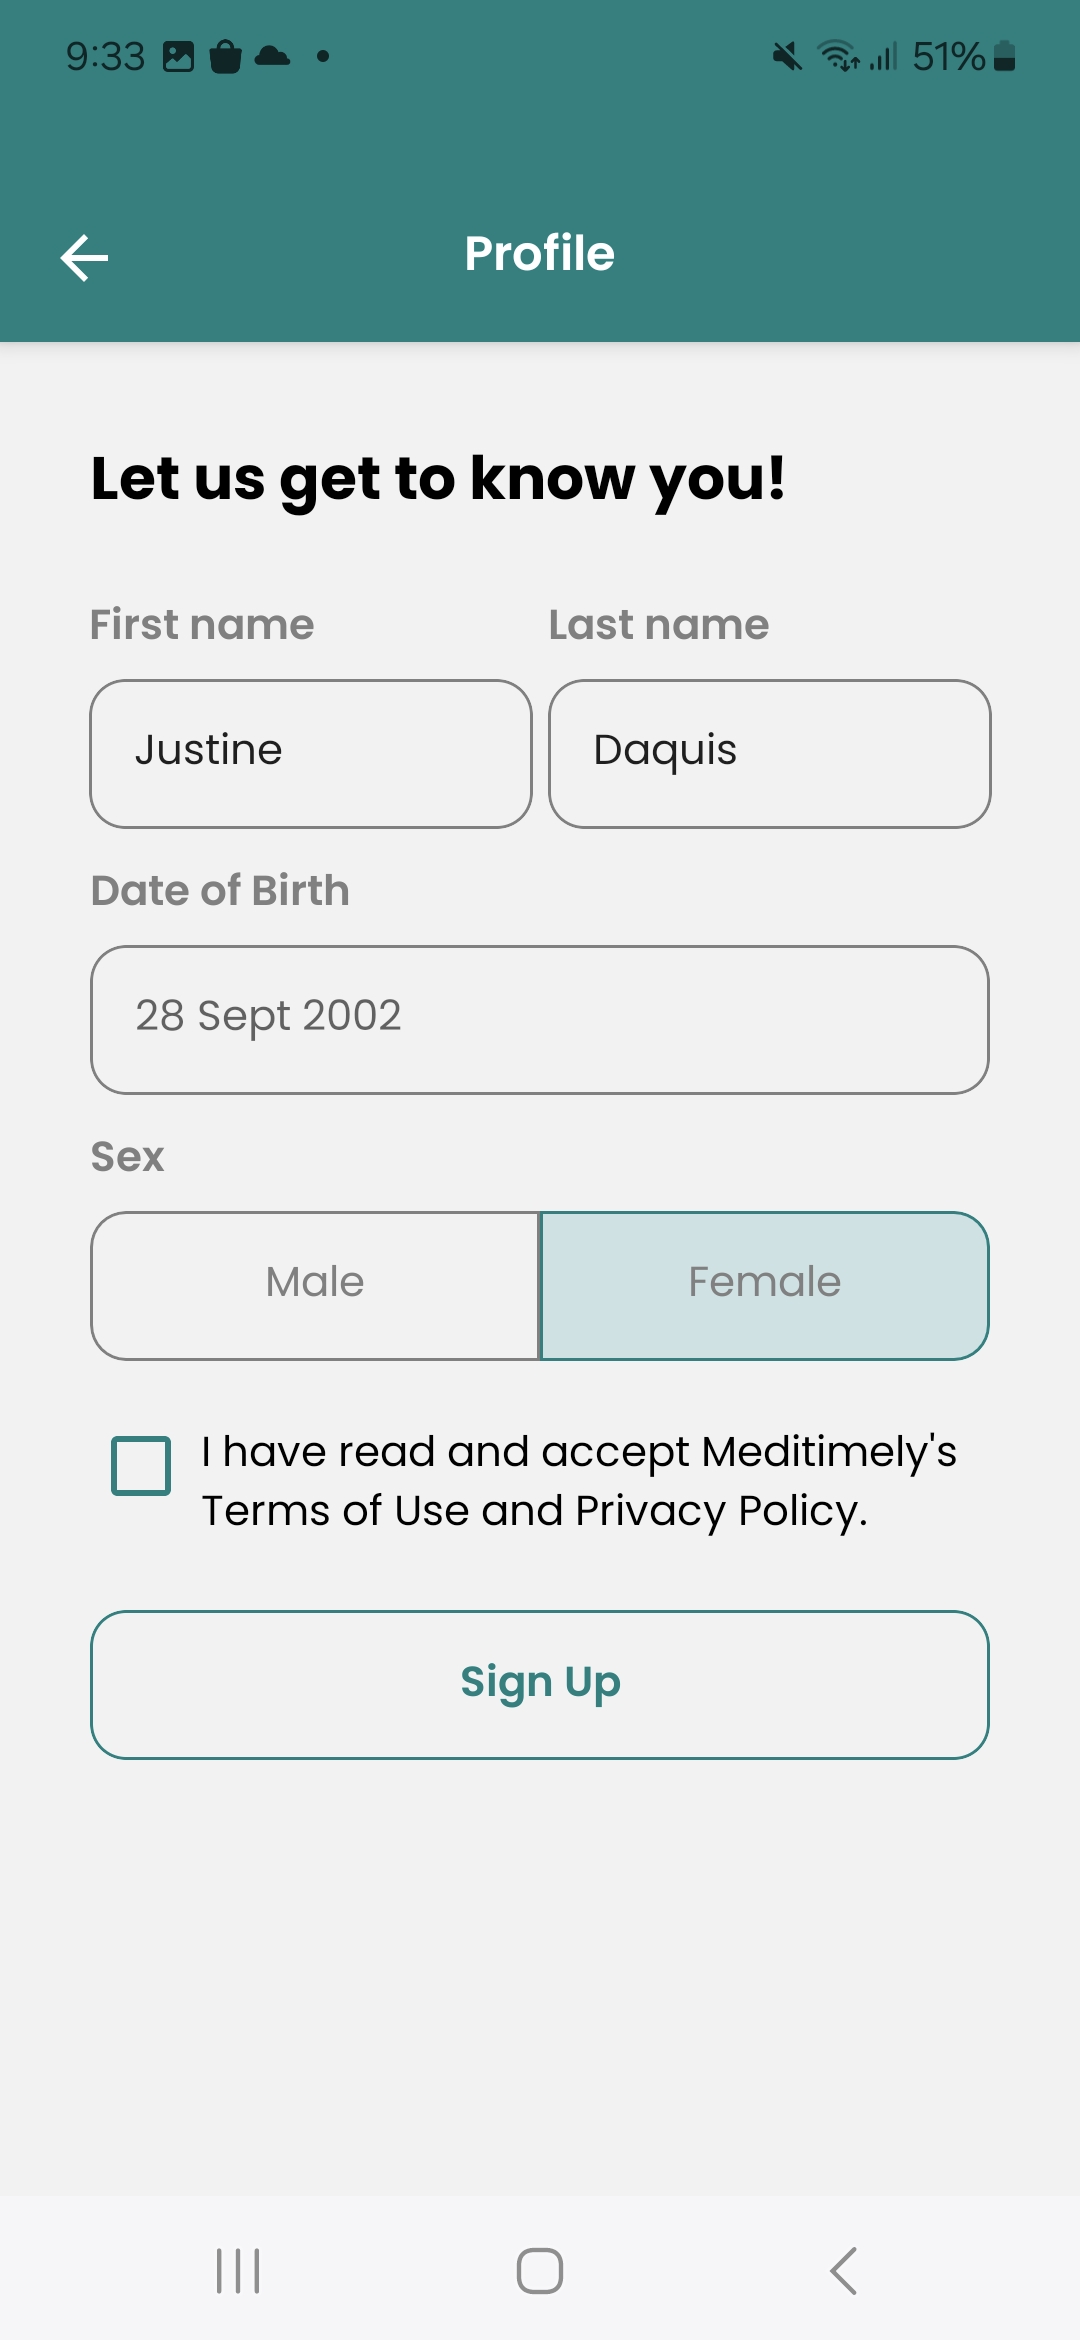 9:33
51%
Profile
Let us get to know you!
First name
Last name
Justine
Daquis
Date of Birth
28 Sept 2002
Sex
Male
Female
I have read and accept Meditimely's
Terms of Use and Privacy Policy.
Sign Up